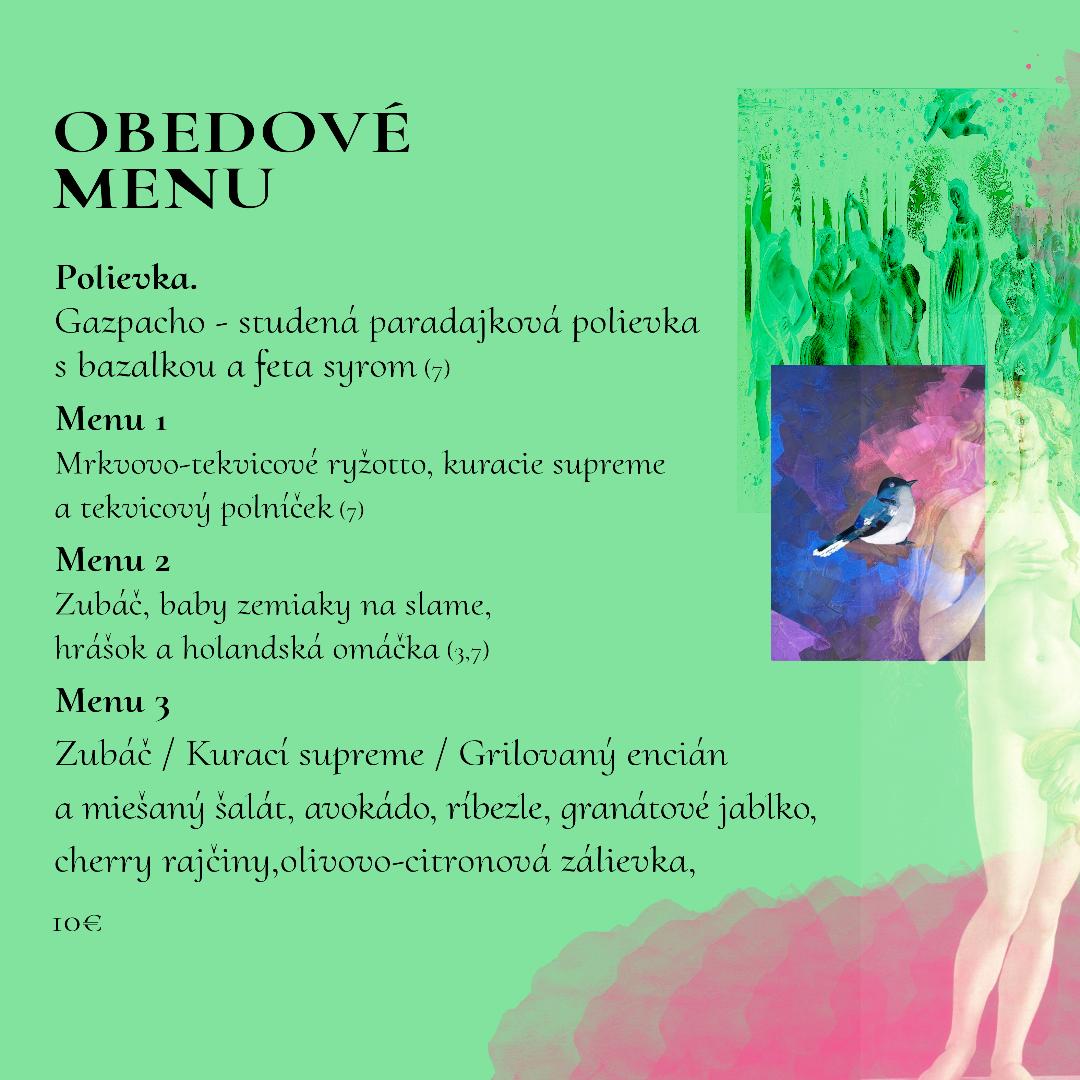 OBEDOVÉ
MENU
Polievka.
Gazpacho - studená paradajková polievka
s bazalkou a feta syrom (7)
Menu 1
Mrkvovo-tekvicové ryžotto, kuracie supreme
a tekvicový polníček (7)
Menu 2
Zubáč, baby zemiaky na slame,
hrášok a holandská omáčka (3,7)
Menu 3
Zubáč / Kurací supreme / Grilovaný encián
a miešaný šalát, avokádo, ríbezle, granátové jablko,
cherry rajčiny,olivovo-citronová zálievka,
10€